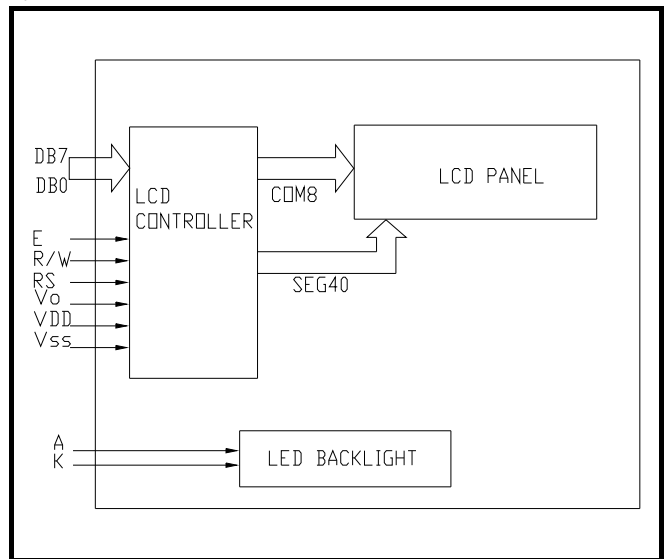 DB7
DB0
E
R/W
RS
Vo
VDD
Vss
LCD
CONTROLLER
COM8
SEG40
LCD PANEL
A
K
LED BACKLIGHT